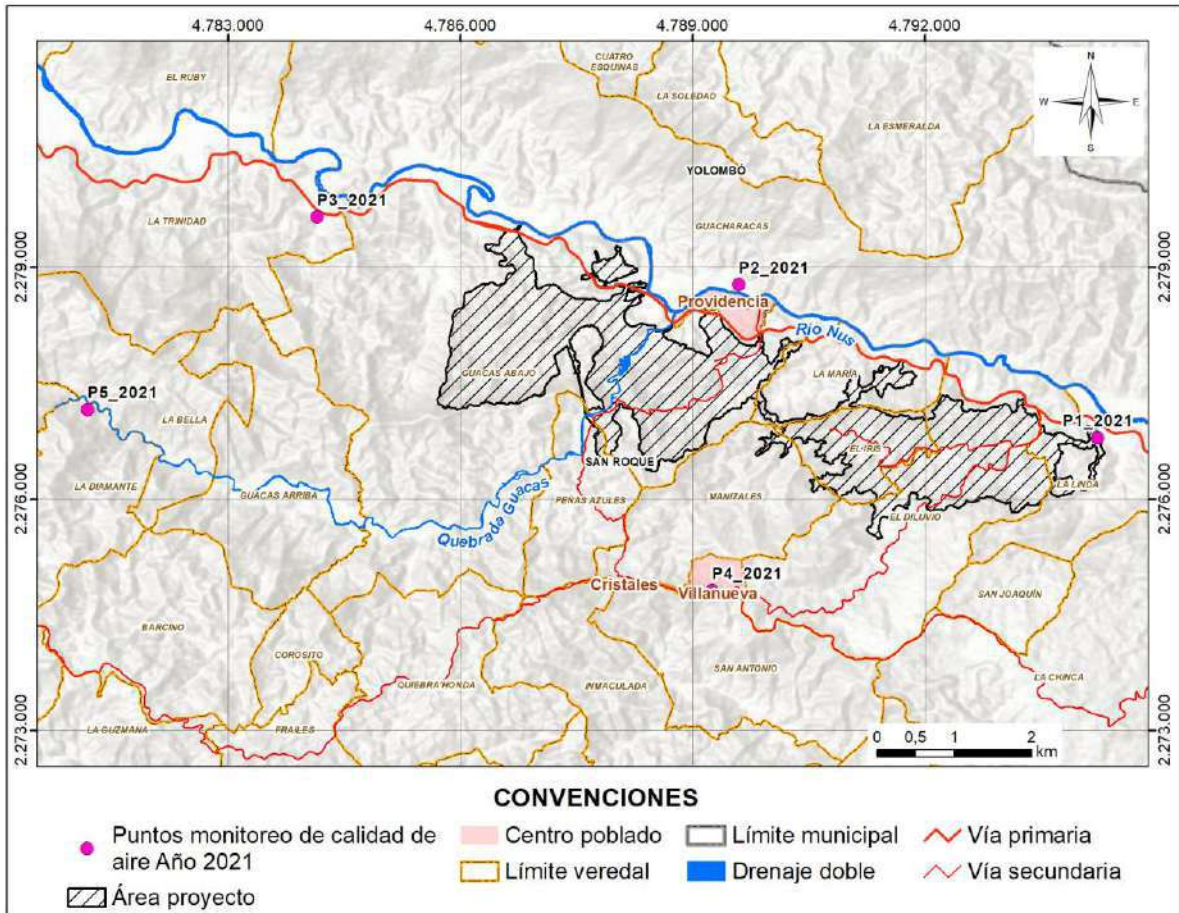 4.783.000 4.786.000 4.789.000 4.792.000
EL RUBY
CUATRO
ESQUINAS
LA SOLEDAD
N
W E
S
LA ESMERALDA
YOLOMBÓ
P3_2021
LA TRINIDAD
GUACHARACAS
2.279.000 2.279.000
P2_2021
Providencia
Río Nus
GUACAS ABAJO
LA MARÍA
P5_2021
LA BELLA
P1_2021
EL IRIS
SAN ROQUE
LA DIAMANTE
GUACAS ARRIBA
PEÑAS AZULES
MANIZALES
LA LINDA
2.276.000 2.276.000
EL DILUVIO
Quebrada Guacas
P4_2021
Cristales
Villanueva
SAN JOAQUÍN
BARCINO
COROSITO
QUIEBRA HONDA
INMACULADA
SAN ANTONIO
LA CHINCA
LA GUZMANA
FRAILES
2.273.000 2.273.000
0 0,5 1 2
km
CONVENCIONES
Puntos monitoreo de calidad de
aire Año 2021
Área proyecto
Centro poblado
Límite veredal
Límite municipal
Drenaje doble
Vía primaria
Vía secundaria